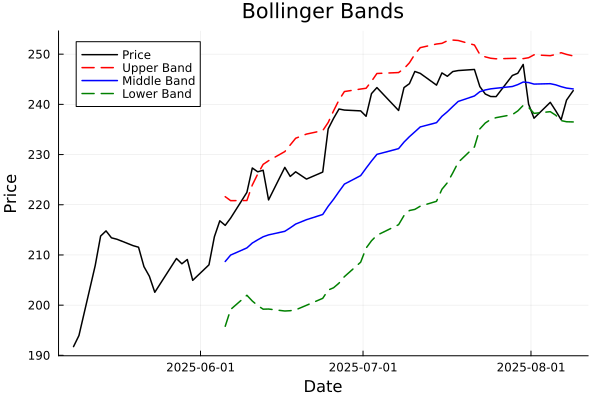 Bollinger Bands
Price
Upper Band
Middle Band
Lower Band
Price
250
240
230
220
210
200
190
2025-06-01
2025-07-01
2025-08-01
Date